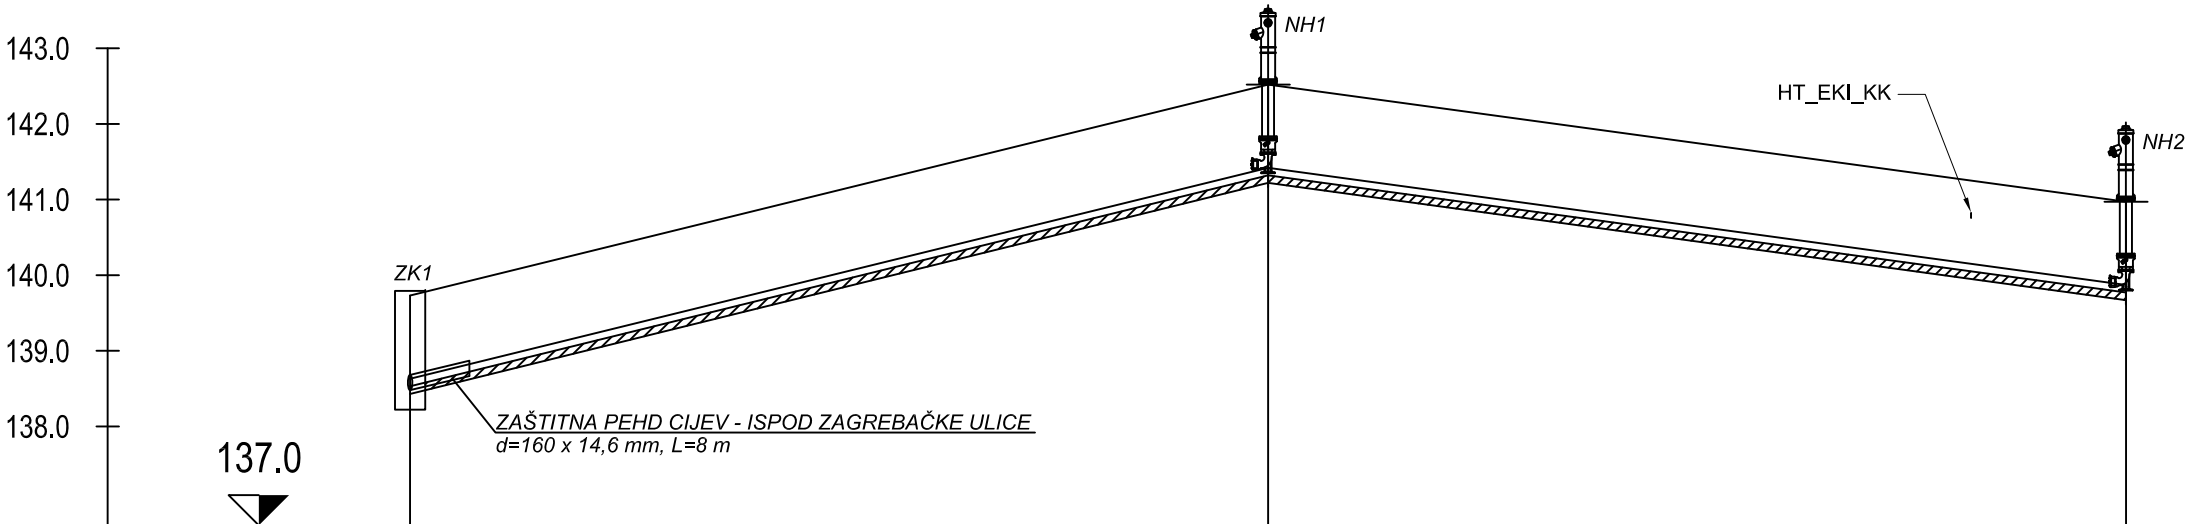 143.0
142.0
141.0
140.0
139.0
138.0
137.0
ZK1
NH1
HT_EKI_KK
NH2
ZAŠTITNA PEHD CIJEV - ISPOD ZAGREBAČKE ULICE
d=160 x 14,6 mm, L=8 m